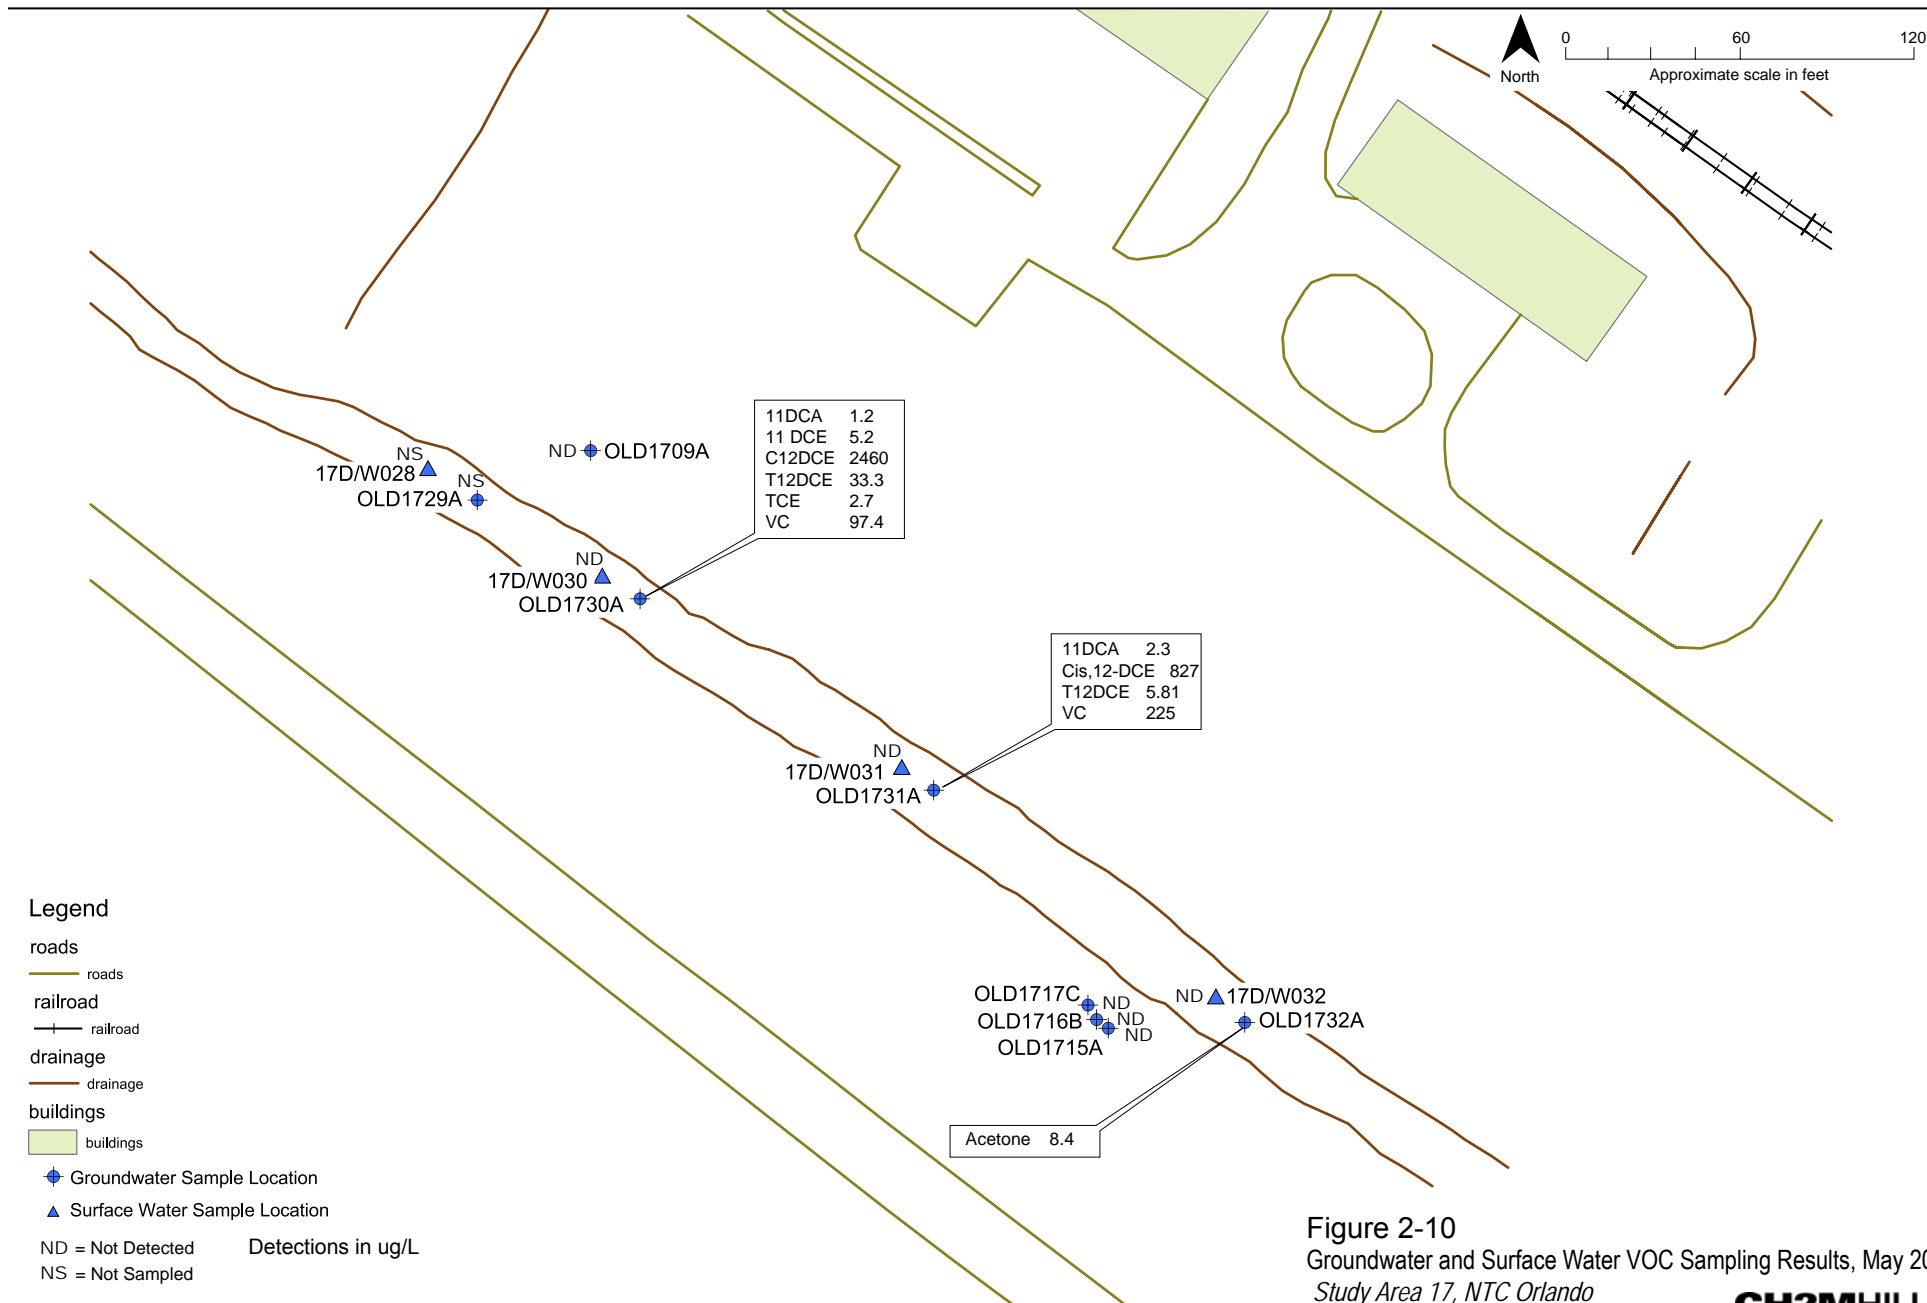 0 60 120
Approximate scale in feet
North
11DCA 1.2
11 DCE 5.2
C12DCE 2460
T12DCE 33.3
TCE 2.7
VC 97.4
ND OLD1709A
NS
17D/W028
NS
OLD1729A
ND
17D/W030
OLD1730A
11DCA 2.3
Cis,12-DCE 827
T12DCE 5.81
VC 225
ND
17D/W031
OLD1731A
OLD1717C ND
OLD1716B ND
OLD1715A ND
ND 17D/W032
OLD1732A
Acetone 8.4
Legend
roads
roads
railroad
railroad
drainage
drainage
buildings
buildings
Groundwater Sample Location
Surface Water Sample Location
ND = Not Detected Detections in ug/L
NS = Not Sampled
Figure 2-10
Groundwater and Surface Water VOC Sampling Results, May 20
Study Area 17, NTC Orlando